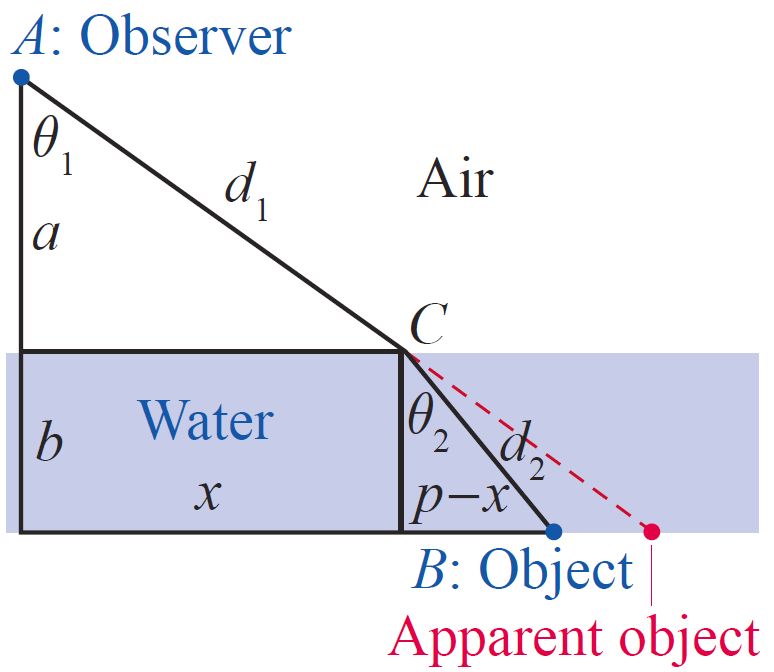 A: Observer
θ₁
d₁
Air
a
C
Water
θ₂
b
d₂
x
p−x
B: Object
Apparent object